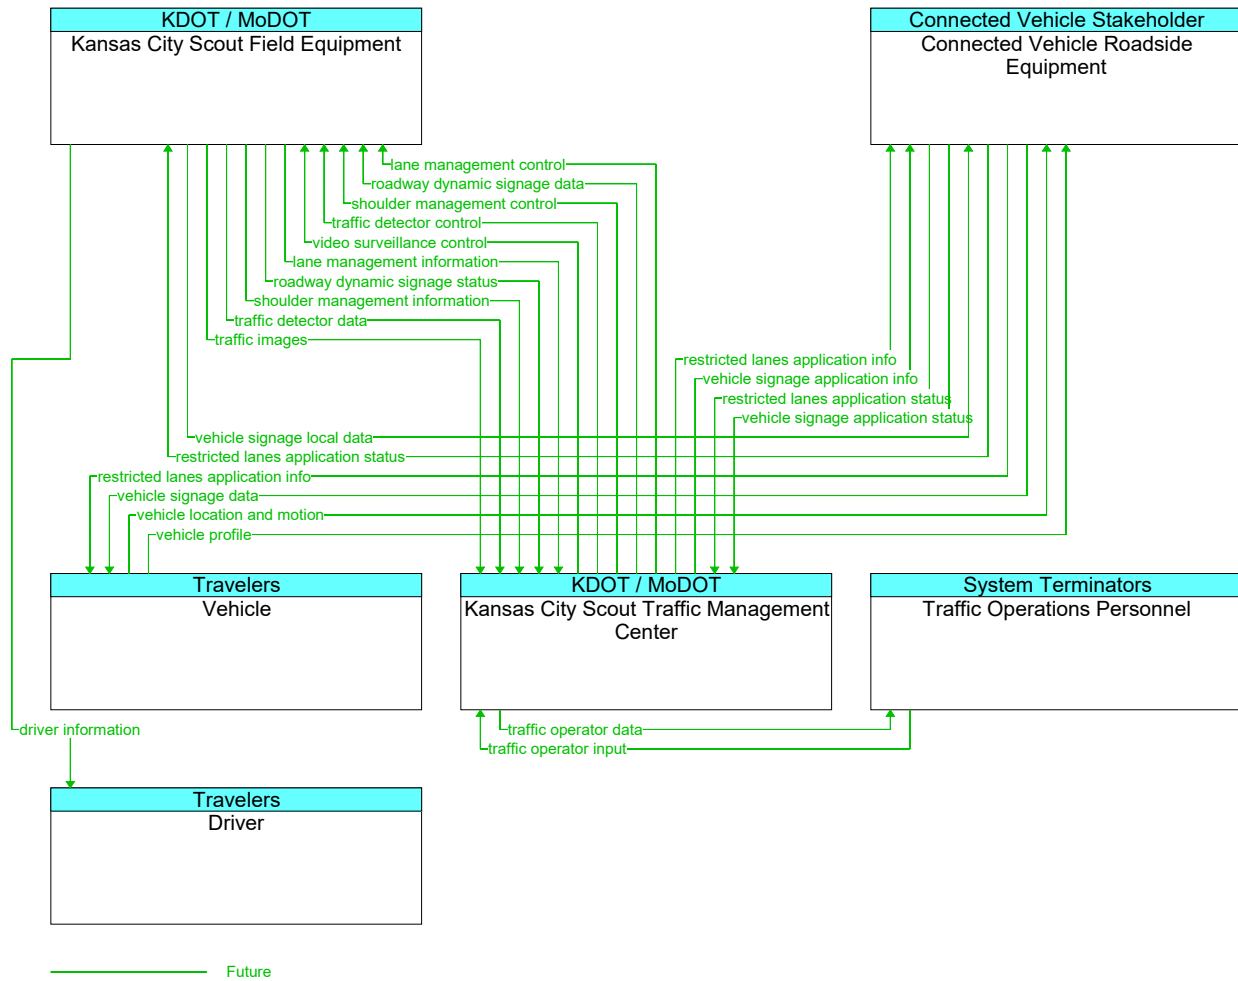 KDOT / MoDOT
Kansas City Scout Field Equipment
Connected Vehicle Stakeholder
Connected Vehicle Roadside
Equipment
lane management control
roadway dynamic signage data
shoulder management control
traffic detector control
video surveillance control
lane management information
roadway dynamic signage status
shoulder management information
traffic detector data
traffic images
restricted lanes application info
vehicle signage application info
restricted lanes application status
vehicle signage application status
vehicle signage local data
restricted lanes application status
restricted lanes application info
vehicle signage data
vehicle location and motion
vehicle profile
Travelers
Vehicle
KDOT / MoDOT
Kansas City Scout Traffic Management
Center
System Terminators
Traffic Operations Personnel
driver information
traffic operator data
traffic operator input
Travelers
Driver
Future